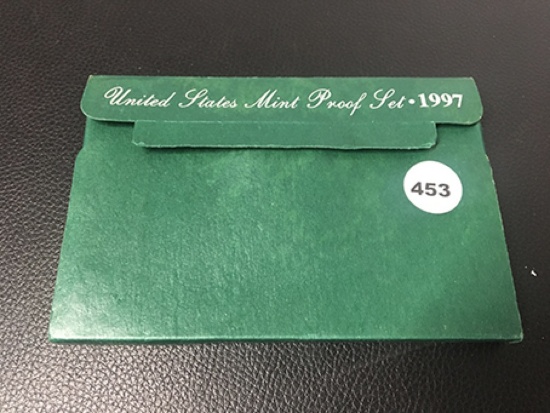 United States Mint Proof Set • 1997
453